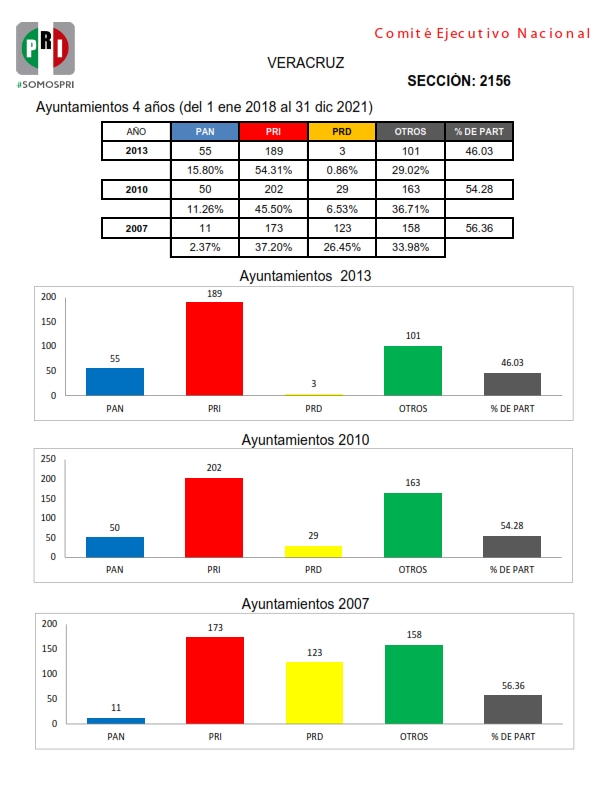 PRI
#SOMOSPRI
Comité Ejecutivo Nacional
VERACRUZ
SECCIÓN: 2156
Ayuntamientos 4 años (del 1 ene 2018 al 31 dic 2021)
AÑO PAN PRI PRD OTROS % DE PART
2013 55 189 3 101 46.03
15.80% 54.31% 0.86% 29.02%
2010 50 202 29 163 54.28
11.26% 45.50% 6.53% 36.71%
2007 11 173 123 158 56.36
2.37% 37.20% 26.45% 33.98%
Ayuntamientos 2013
200
150
100
50
0
55 189 3 101 46.03
PAN PRI PRD OTROS % DE PART
Ayuntamientos 2010
250
200
150
100
50
0
50 202 29 163 54.28
PAN PRI PRD OTROS % DE PART
Ayuntamientos 2007
200
150
100
50
0
11 173 123 158 56.36
PAN PRI PRD OTROS % DE PART